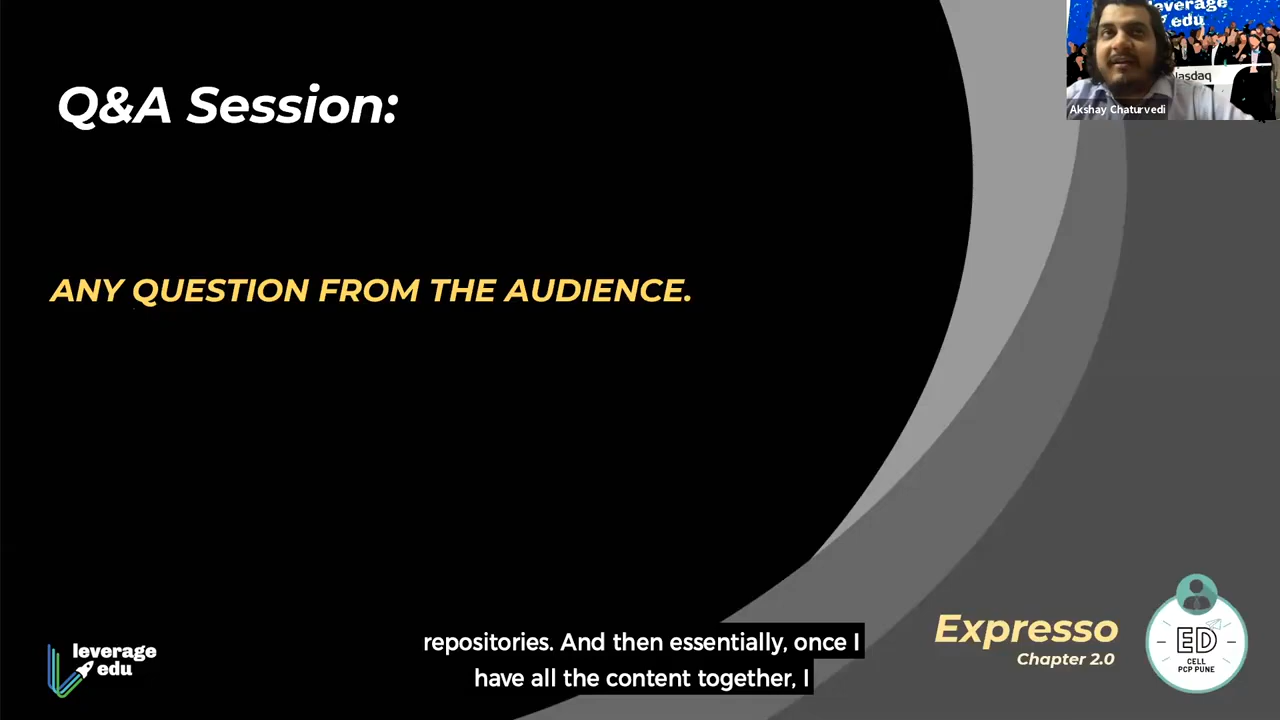 leverage
edu
Nasdaq
Akshay Chaturvedi
Q&A Session:
ANY QUESTION FROM THE AUDIENCE.
repositories. And then essentially, once I
have all the content together, I
leverage
edu
Expresso
Chapter 2.0
ED
CELL
PCP PUNE